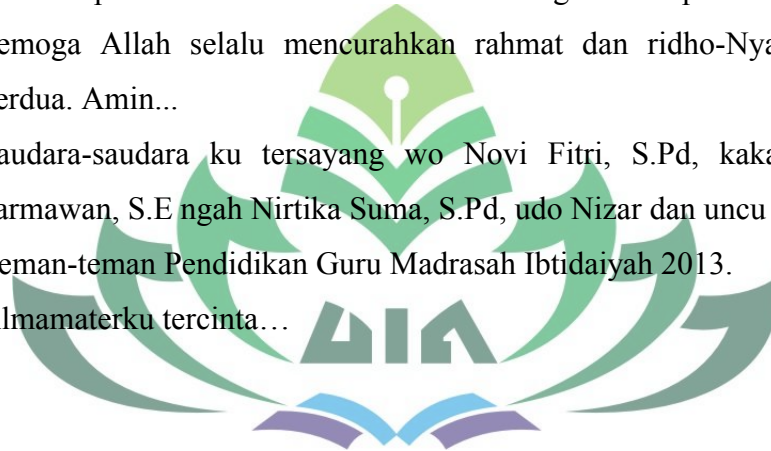 emoga Allah selalu mencurahkan rahmat dan ridho-Nya
erdua. Amin...
audara-saudara ku tersayang wo Novi Fitri, S.Pd, kaka
armawan, S.E ngah Nirtika Suma, S.Pd, udo Nizar dan uncu
eman-teman Pendidikan Guru Madrasah Ibtidaiyah 2013.
lmamaterku tercinta…
UIN